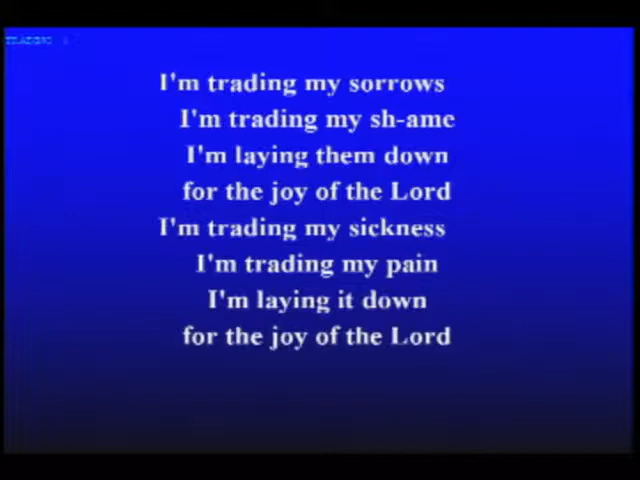 TRADING
I'm trading my sorrows
I'm trading my sh-ame
I'm laying them down
for the joy of the Lord
I'm trading my sickness
I'm trading my pain
I'm laying it down
for the joy of the Lord